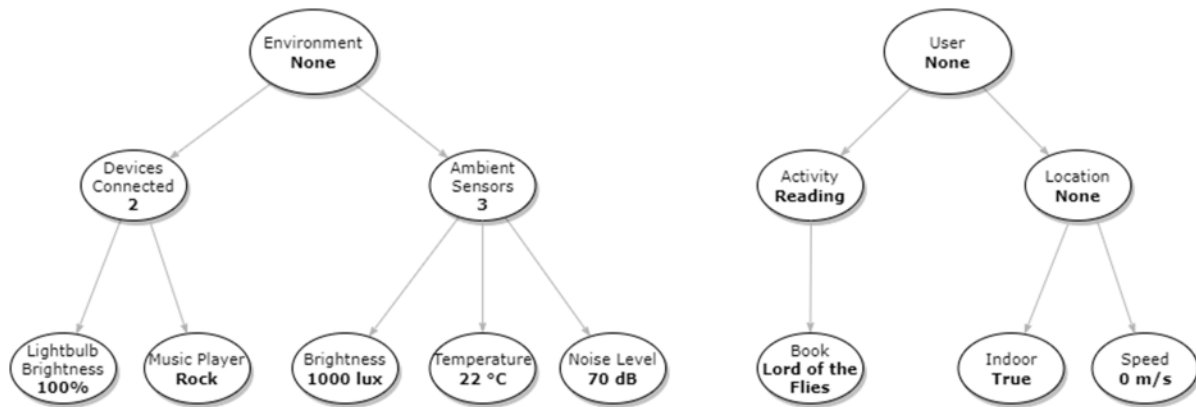 Environment
None
User
None
Devices
Connected
2
Ambient
Sensors
3
Activity
Reading
Location
None
Lightbulb
Brightness
100%
Music Player
Rock
Brightness
1000 lux
Temperature
22 °C
Noise Level
70 dB
Book
Lord of the
Flies
Indoor
True
Speed
0 m/s